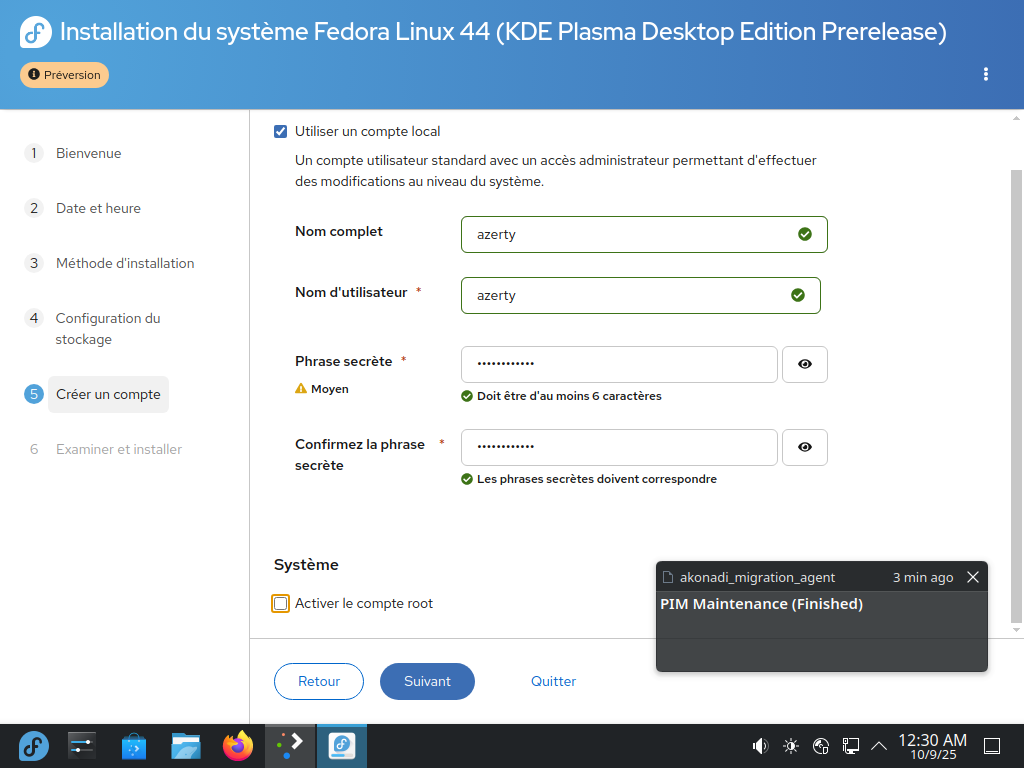 Installation du système Fedora Linux 44 (KDE Plasma Desktop Edition Prerelease)
Préversion
1 Bienvenue
2 Date et heure
3 Méthode d'installation
4 Configuration du
stockage
5 Créer un compte
6 Examiner et installer
Utiliser un compte local
Un compte utilisateur standard avec un accès administrateur permettant d'effectuer
des modifications au niveau du système.
Nom complet
azerty
Nom d'utilisateur *
azerty
Phrase secrète *
••••••••••••
Moyen
Doit être d'au moins 6 caractères
Confirmez la phrase *
secrète
••••••••••••
Les phrases secrètes doivent correspondre
Système
Activer le compte root
akonadi_migration_agent 3 min ago
PIM Maintenance (Finished)
Retour
Suivant
Quitter
12:30 AM
10/9/25